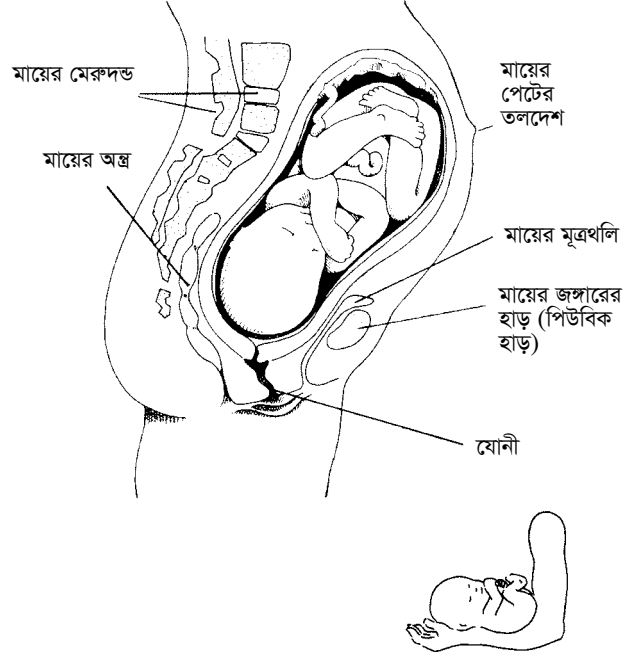 মায়ের মেরুদন্ড
মায়ের অন্ত্র
মায়ের
পেটের
তলদেশ
মায়ের মূত্রথলি
মায়ের জঙ্গারের
হাড় (পিউবিক
হাড়)
যোনী